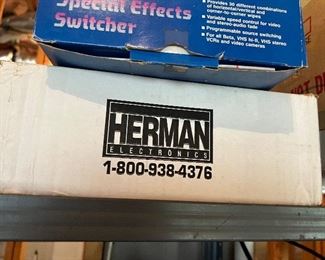 Special Effects
Switcher
■ Provides 30 different combinations
of horizontal/vertical and
corner-to-corner wipes
■ Variable speed control for video
and stereo-audio fade
■ Programmable source switching
■ For all Beta, VHS hi-fi, VHS stereo
VCRs and video cameras
HERMAN
ELECTRONICS
1-800-938-4376